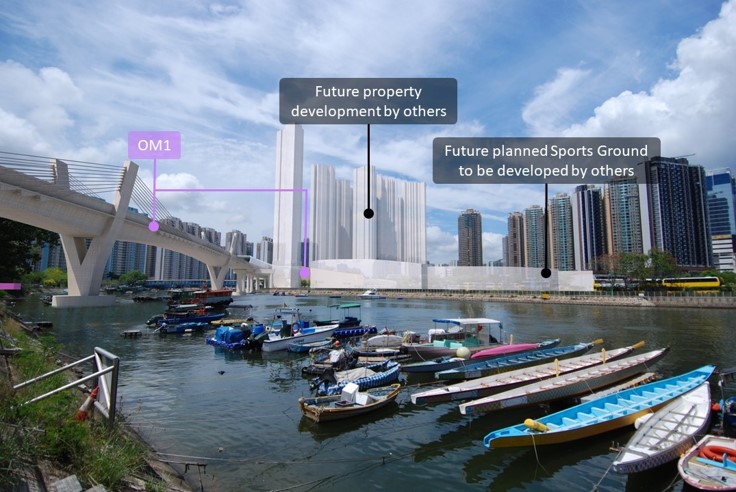 Future property
development by others
OM1
Future planned Sports Ground
to be developed by others